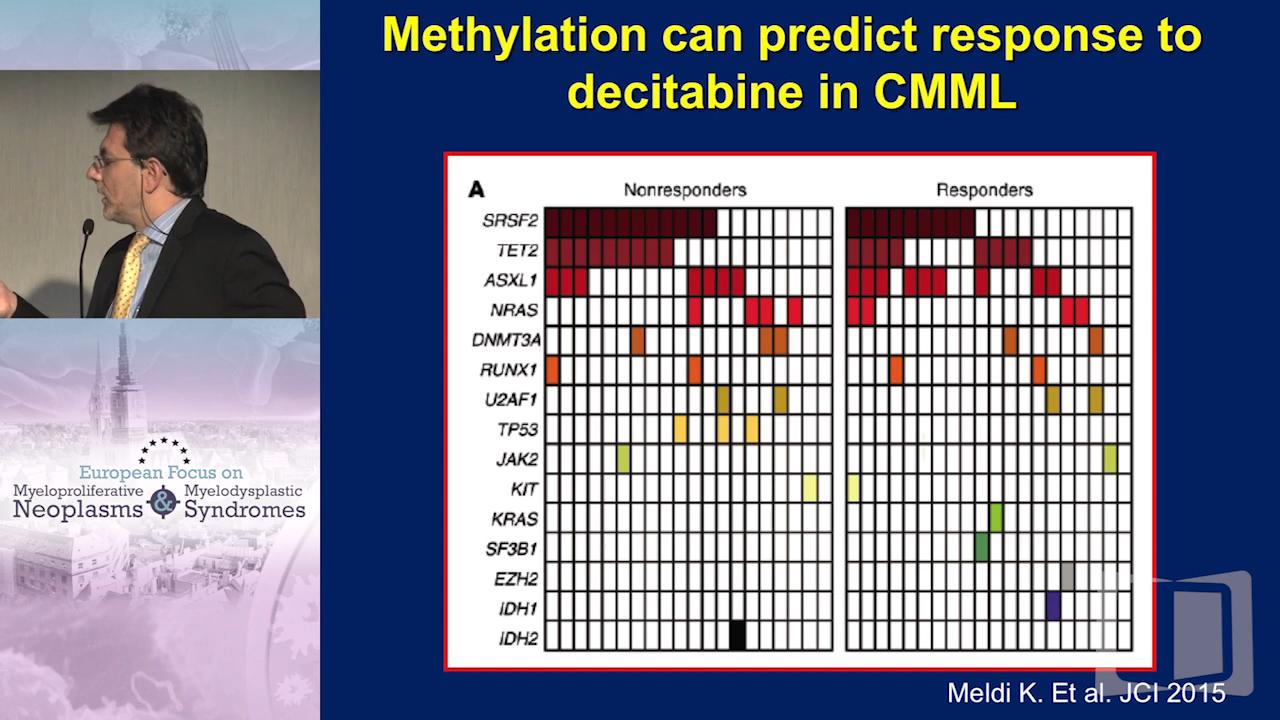 Methylation can predict response to
decitabine in CMML
A
Nonresponders
Responders
SRSF2
TET2
ASXL1
NRAS
DNMT3A
RUNX1
U2AF1
TP53
JAK2
KIT
KRAS
SF3B1
EZH2
IDH1
IDH2
Meldi K. Et al. JCI 2015
European Focus on
Myeloproliferative Myelodysplastic
Neoplasms & Syndromes